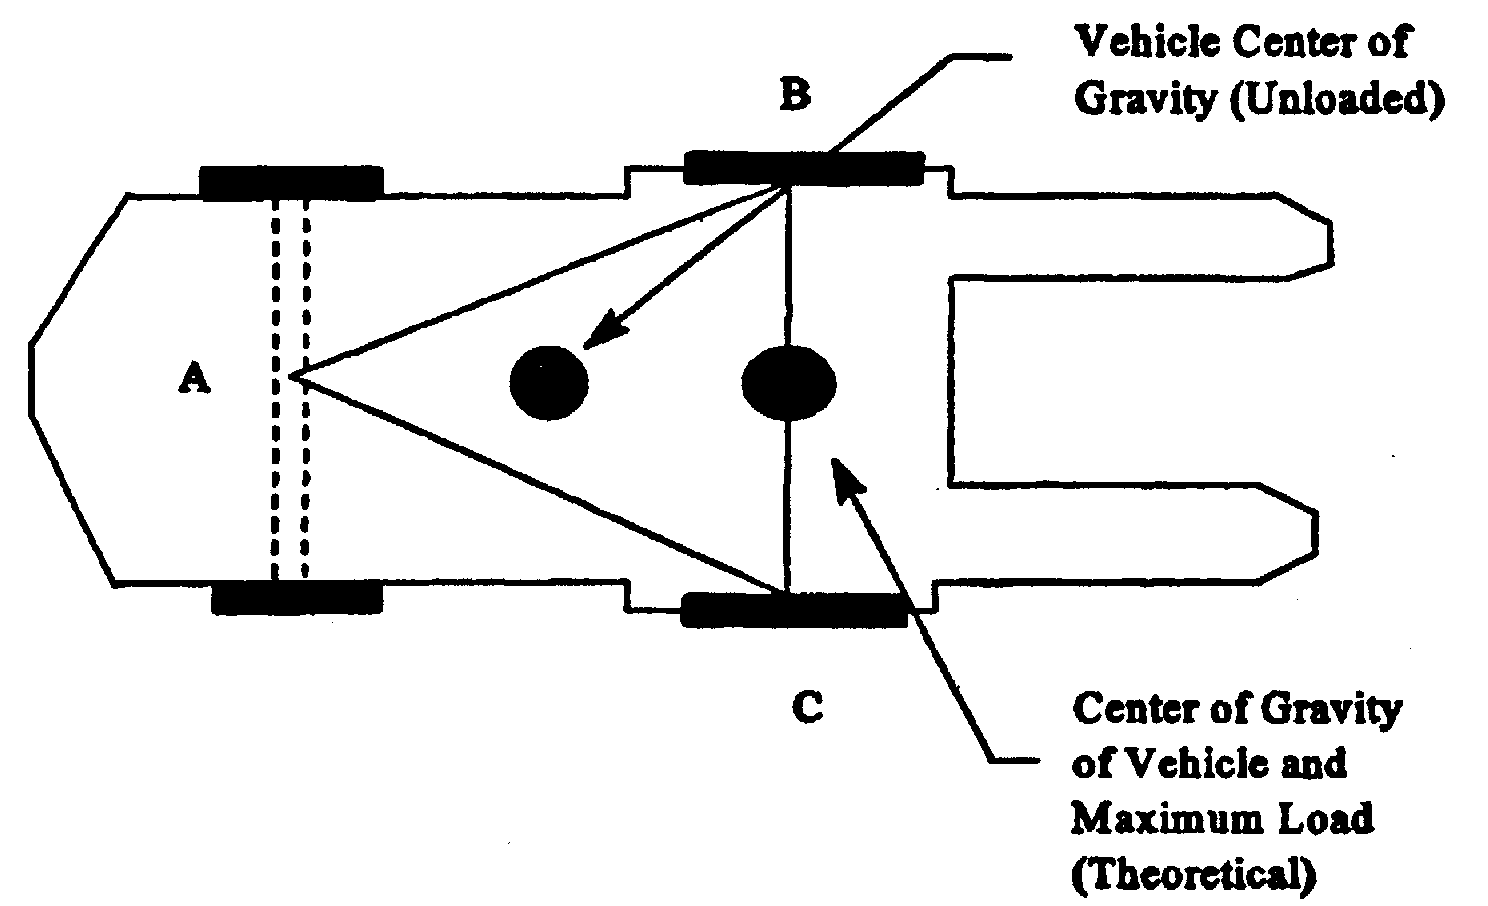 Vehicle Center of
Gravity (Unloaded)
B
A
C
Center of Gravity
of Vehicle and
Maximum Load
(Theoretical)